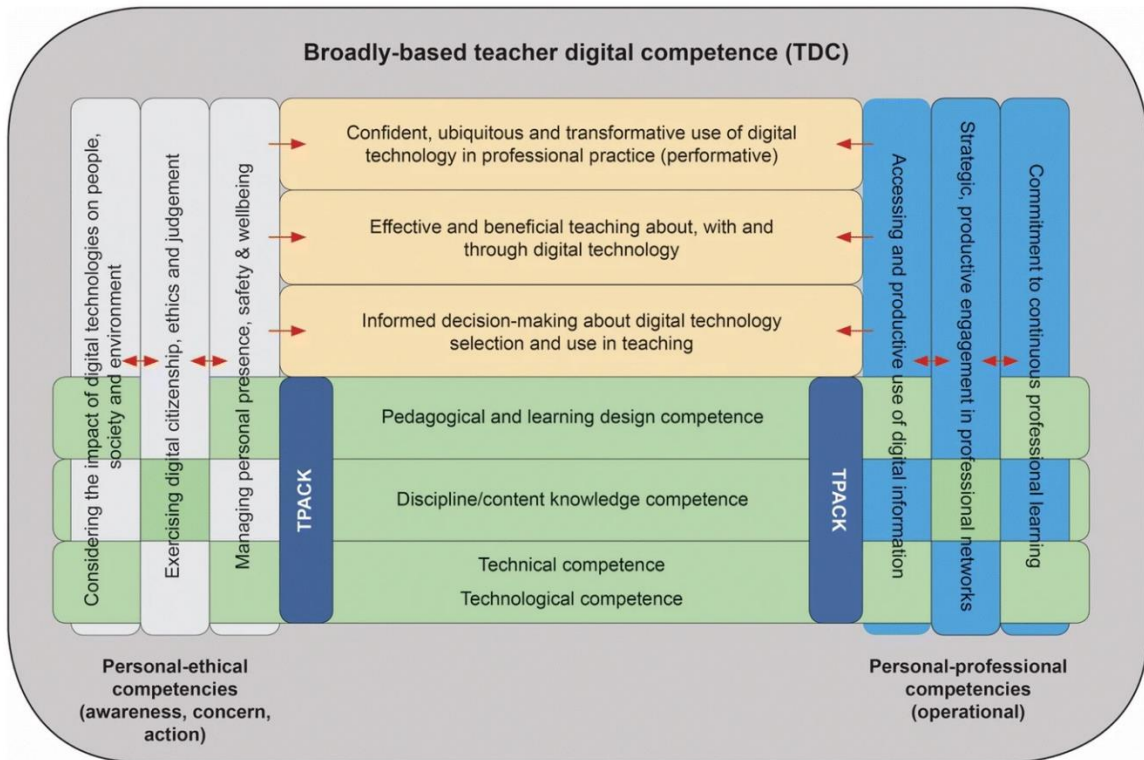 Broadly-based teacher digital competence (TDC)
Considering the impact of digital technologies on people,
society and environment
Exercising digital citizenship, ethics and judgement
Managing personal presence, safety & wellbeing
Confident, ubiquitous and transformative use of digital
technology in professional practice (performative)
Effective and beneficial teaching about, with and
through digital technology
Informed decision-making about digital technology
selection and use in teaching
TPACK
Pedagogical and learning design competence
Discipline/content knowledge competence
Technical competence
Technological competence
TPACK
Accessing and productive use of digital information
Strategic, productive engagement in professional networks
Commitment to continuous professional learning
Personal-ethical
competencies
(awareness, concern,
action)
Personal-professional
competencies
(operational)